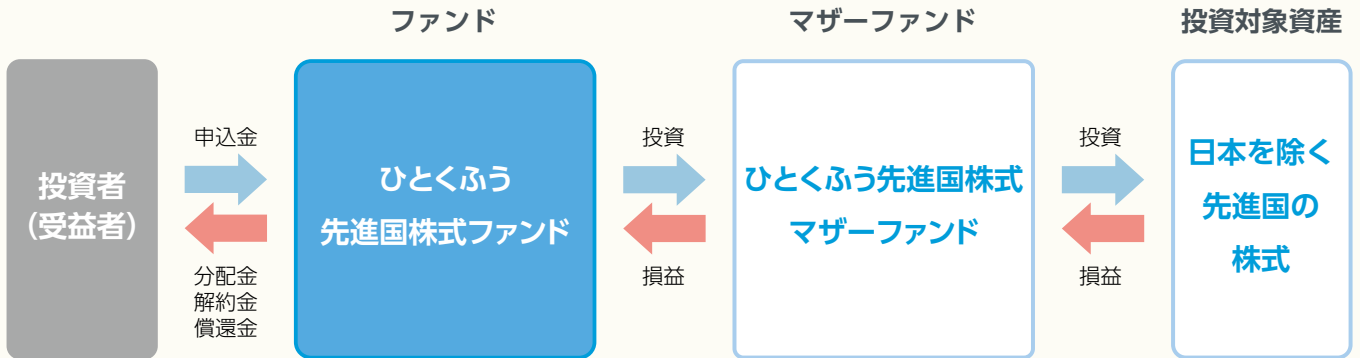 ファンド
マザーファンド
投資対象資産
投資者
(受益者)
申込金
分配金
解約金
償還金
ひとくふう
先進国株式ファンド
投資
損益
ひとくふう先進国株式
マザーファンド
投資
損益
日本を除く
先進国の
株式